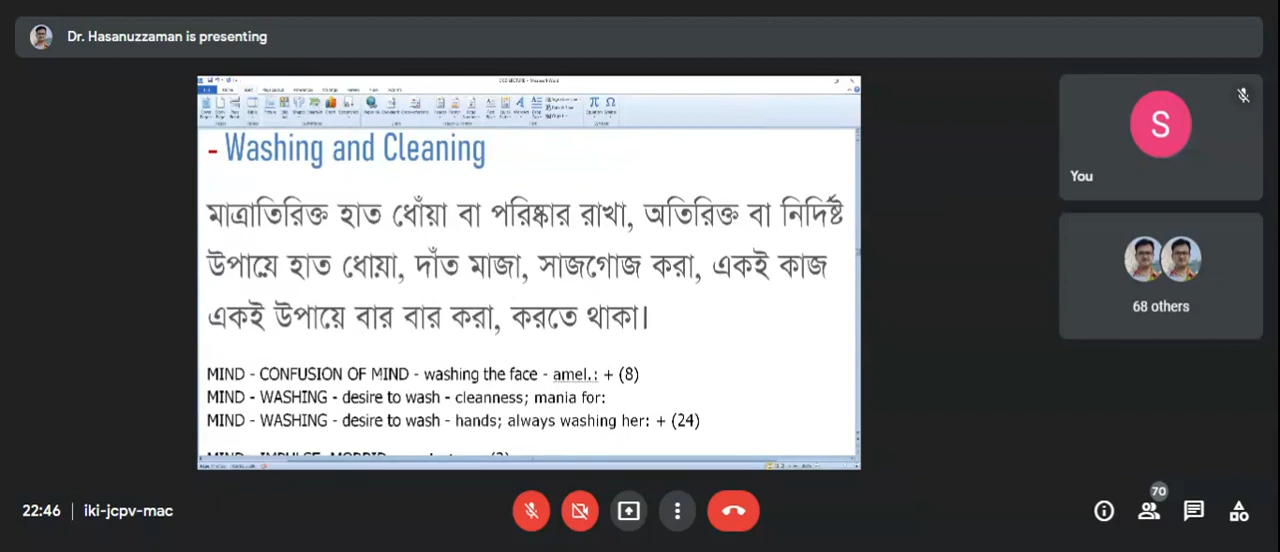 Dr. Hasanuzzaman is presenting
- Washing and Cleaning
মাত্রাতিরিক্ত হাত ধোঁয়া বা পরিষ্কার রাখা, অতিরিক্ত বা নির্দিষ্ট
উপায়ে হাত ধোয়া, দাঁত মাজা, সাজগোজ করা, একই কাজ
একই উপায়ে বার বার করা, করতে থাকা।
MIND - CONFUSION OF MIND - washing the face - amel.: + (8)
MIND - WASHING - desire to wash - cleanness; mania for:
MIND - WASHING - desire to wash - hands; always washing her: + (24)
S
You
68 others
22:46 | iki-jcpv-mac
70